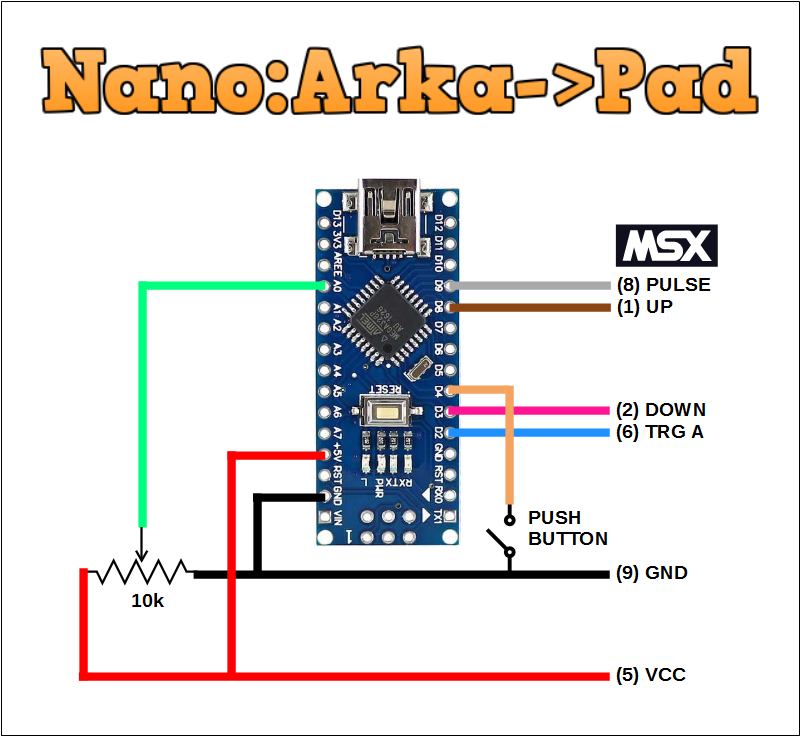 Nano:Arka->Pad
MSX
D13
3V3
AREF
A0
A1
A2
A3
A4
A5
A6
A7
+5V
RST
GND
VIN
D12
D11
D10
D9
D8
D7
D6
D5
D4
D3
D2
GND
RST
RX0
TX1
ATMEL
RESET
L
PWR
TX
RX
1
(8) PULSE
(1) UP
(2) DOWN
(6) TRG A
PUSH
BUTTON
(9) GND
10k
(5) VCC